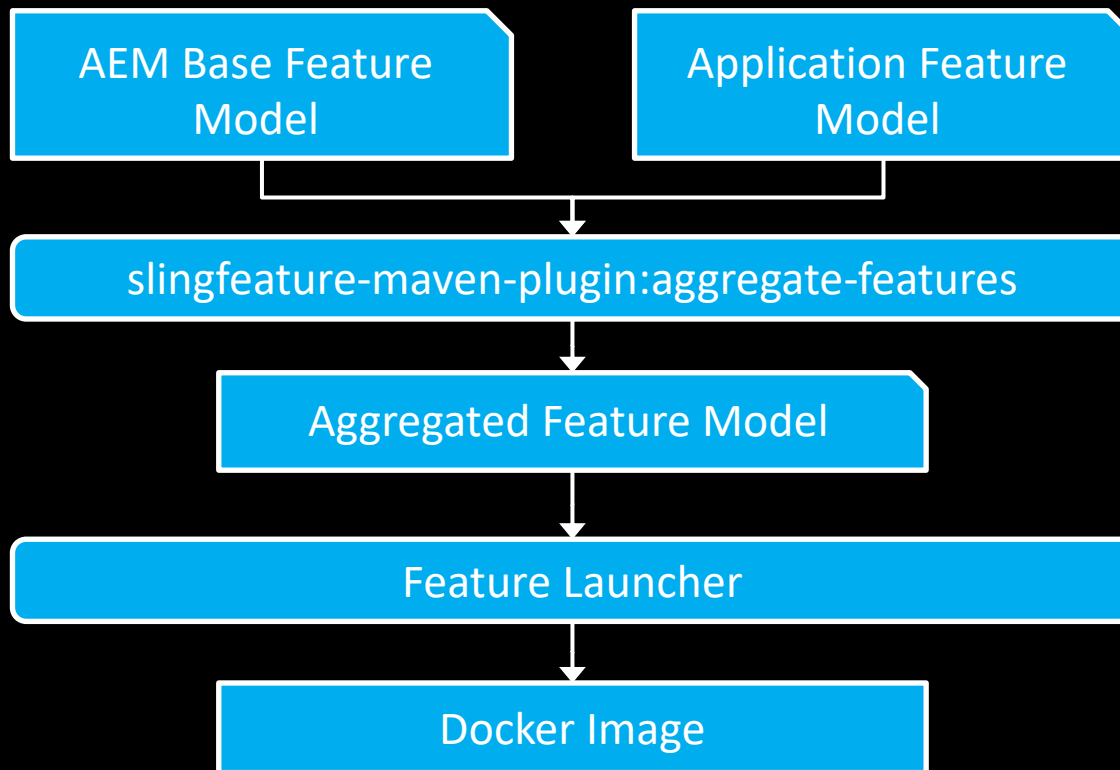 AEM Base Feature
Model
Application Feature
Model
slingfeature-maven-plugin:aggregate-features
Aggregated Feature Model
Feature Launcher
Docker Image